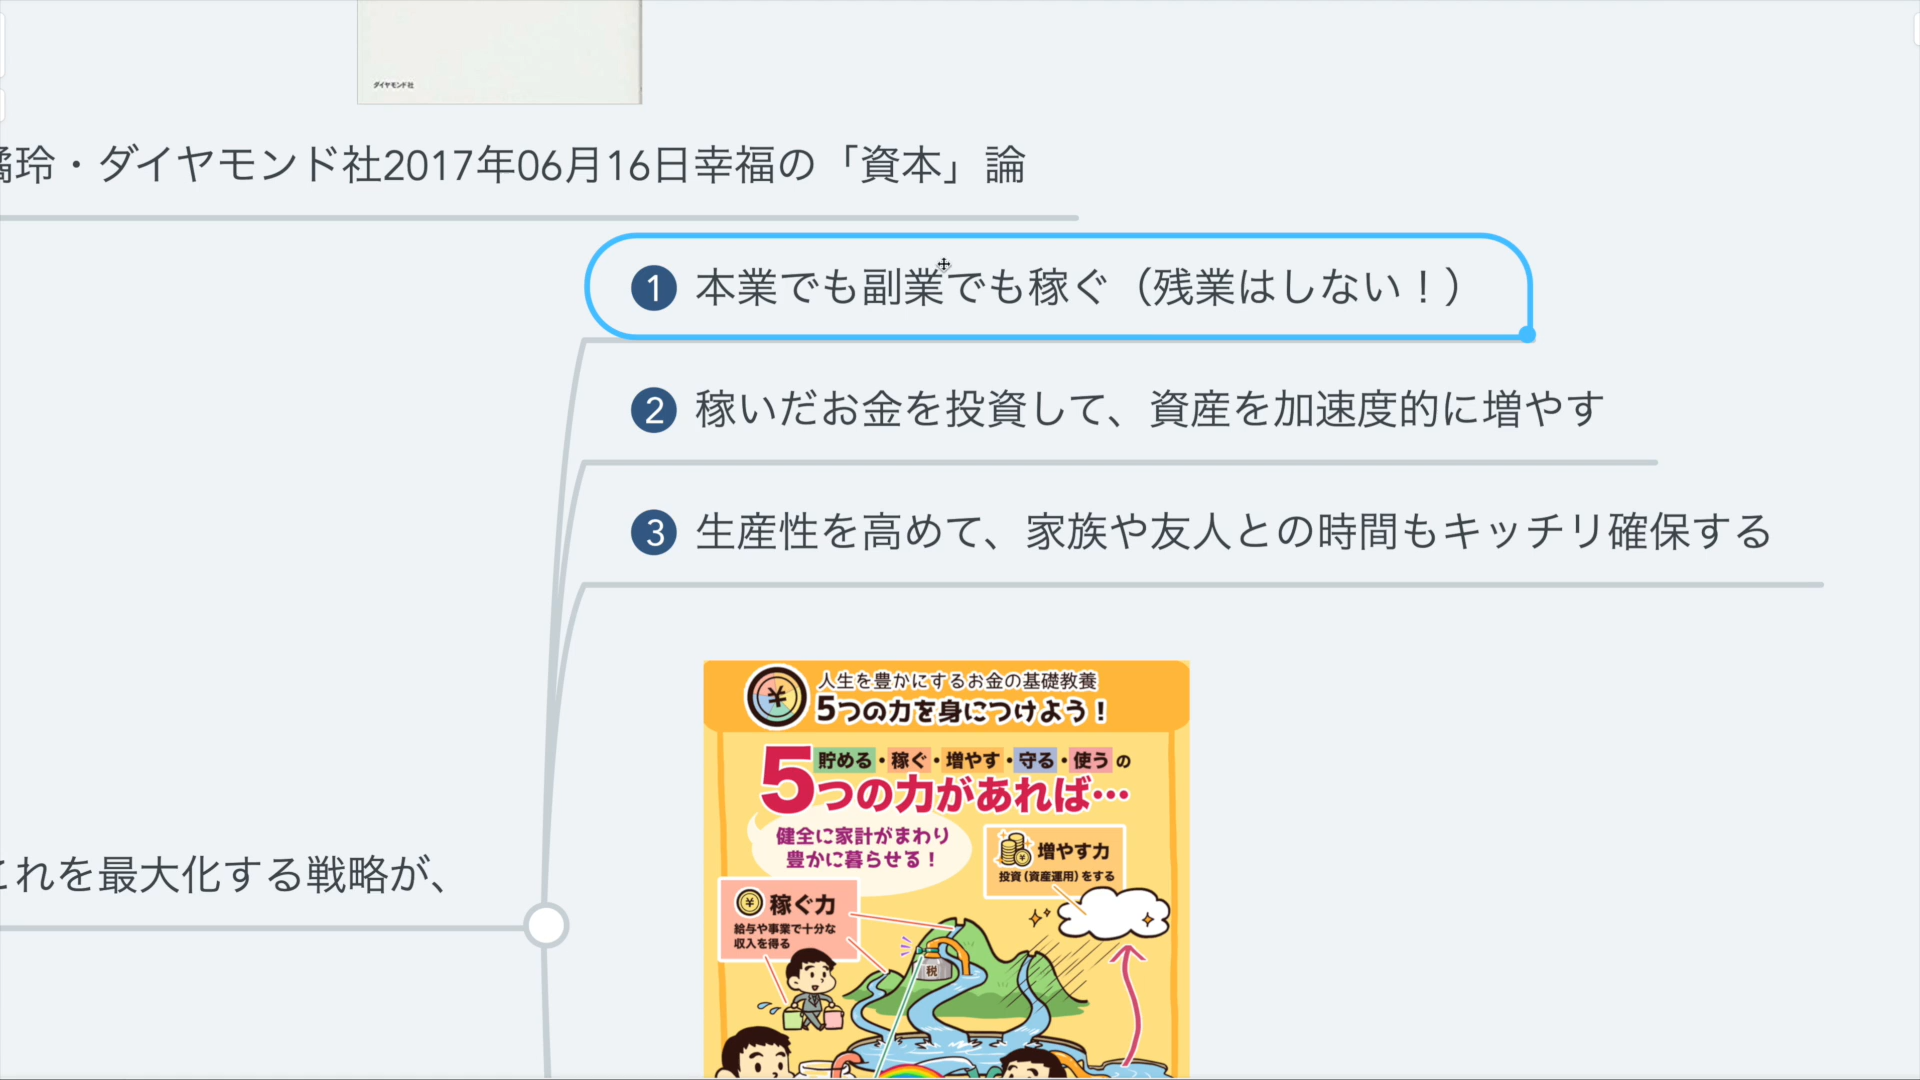 ダイヤモンド社
橘玲・ダイヤモンド社2017年06月16日幸福の「資本」論
1 本業でも副業でも稼ぐ（残業はしない！）
2 稼いだお金を投資して、資産を加速度的に増やす
3 生産性を高めて、家族や友人との時間もキッチリ確保する
これを最大化する戦略が、
人生を豊かにするお金の基礎教養
5つの力を身につけよう！
貯める・稼ぐ・増やす・守る・使うの
5つの力があれば…
健全に家計がまわり
豊かに暮らせる！
増やす力
投資(資産運用)をする
稼ぐ力
給与や事業で十分な
収入を得る
税